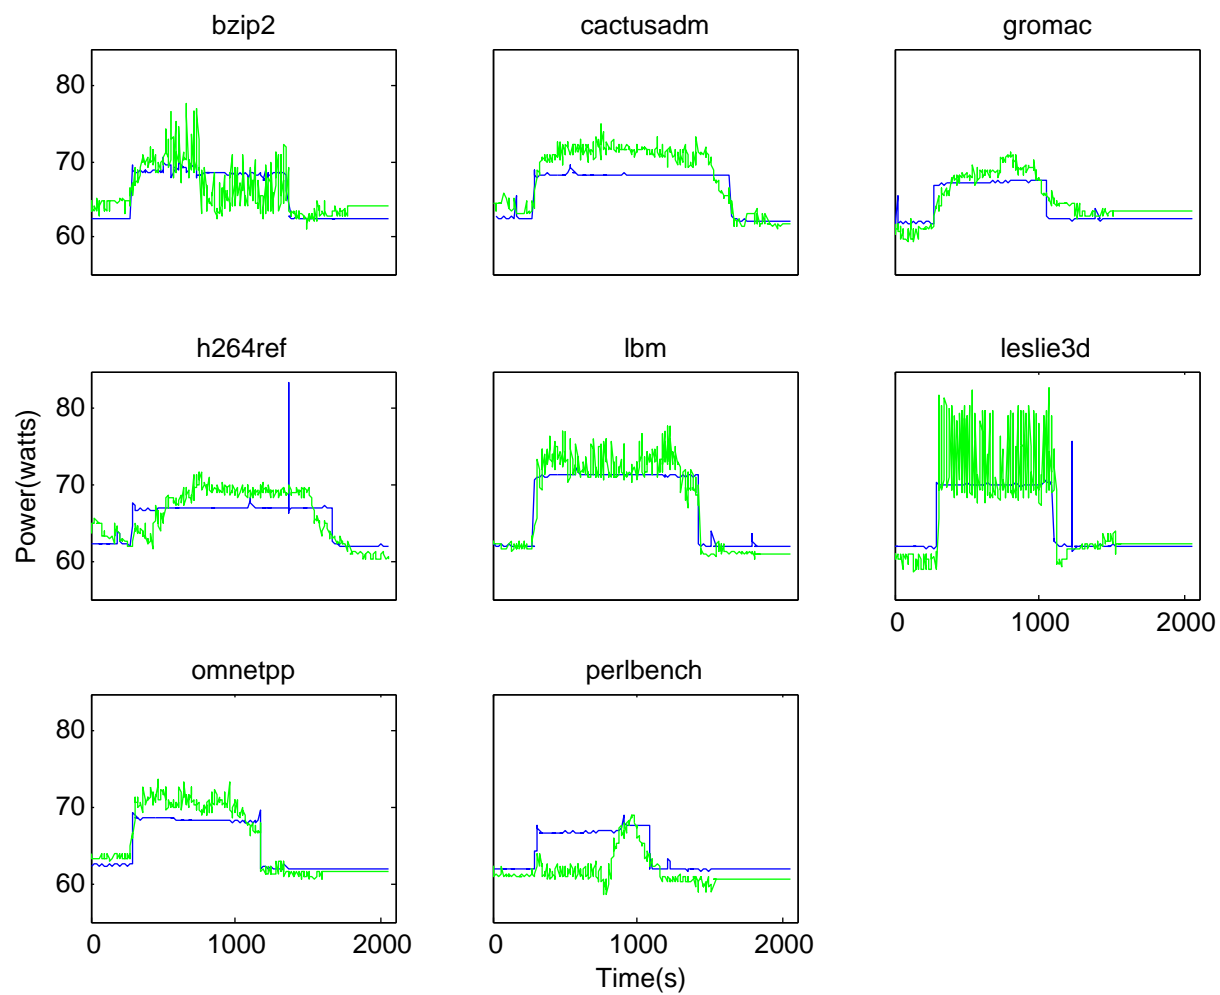 bzip2 cactusadm gromac
80
70
60
h264ref lbm leslie3d
80
70
60
Power(watts)
0 1000 2000
omnetpp perlbench
80
70
60
0 1000 2000 0 1000 2000
Time(s)